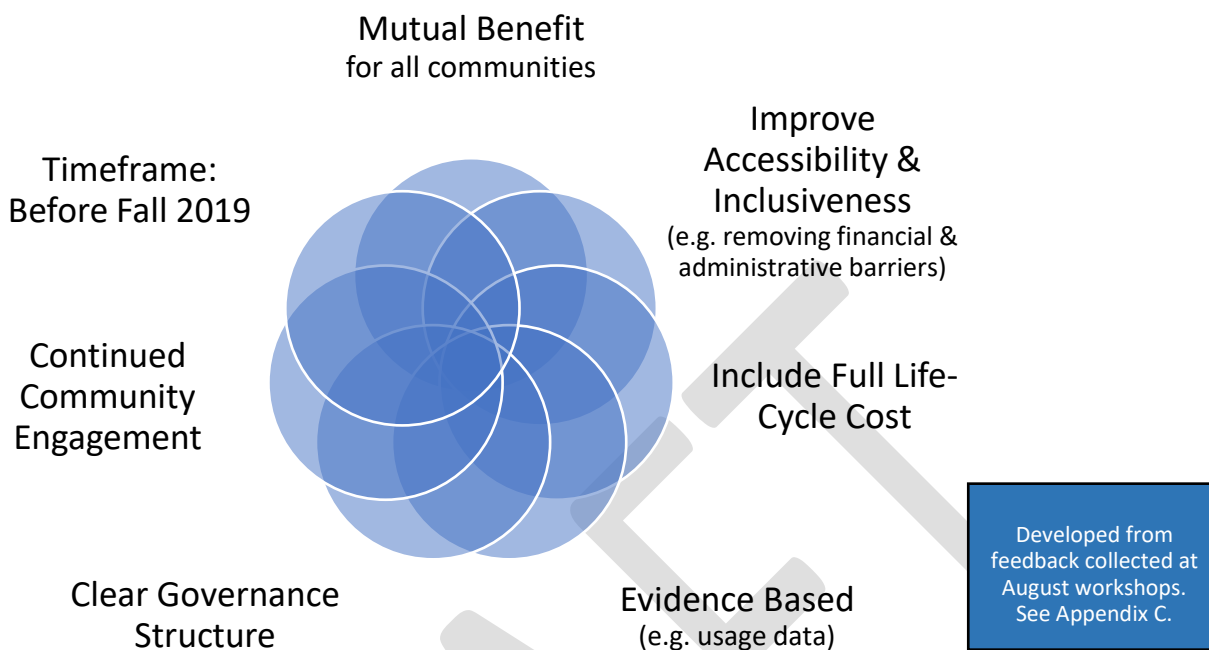 Mutual Benefit
for all communities
Improve
Accessibility &
Inclusiveness
(e.g. removing financial &
administrative barriers)
Timeframe:
Before Fall 2019
Include Full Life-
Cycle Cost
Continued
Community
Engagement
Developed from
feedback collected at
August workshops.
See Appendix C.
Evidence Based
(e.g. usage data)
Clear Governance
Structure